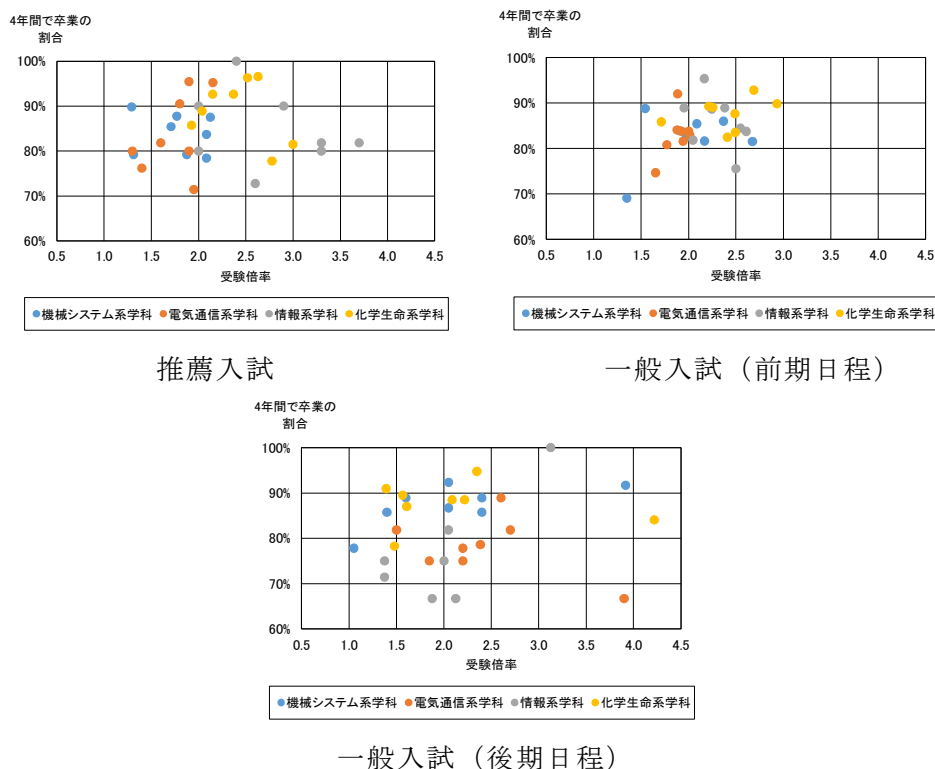 4年間で卒業の
割合
100%
90%
80%
70%
60%
0.5 1.0 1.5 2.0 2.5 3.0 3.5 4.0 4.5
受験倍率
機械システム系学科 電気通信系学科 情報系学科 化学生命系学科
推薦入試
4年間で卒業の
割合
100%
90%
80%
70%
60%
0.5 1.0 1.5 2.0 2.5 3.0 3.5 4.0 4.5
受験倍率
機械システム系学科 電気通信系学科 情報系学科 化学生命系学科
一般入試（前期日程）
4年間で卒業の
割合
100%
90%
80%
70%
60%
0.5 1.0 1.5 2.0 2.5 3.0 3.5 4.0 4.5
受験倍率
機械システム系学科 電気通信系学科 情報系学科 化学生命系学科
一般入試（後期日程）